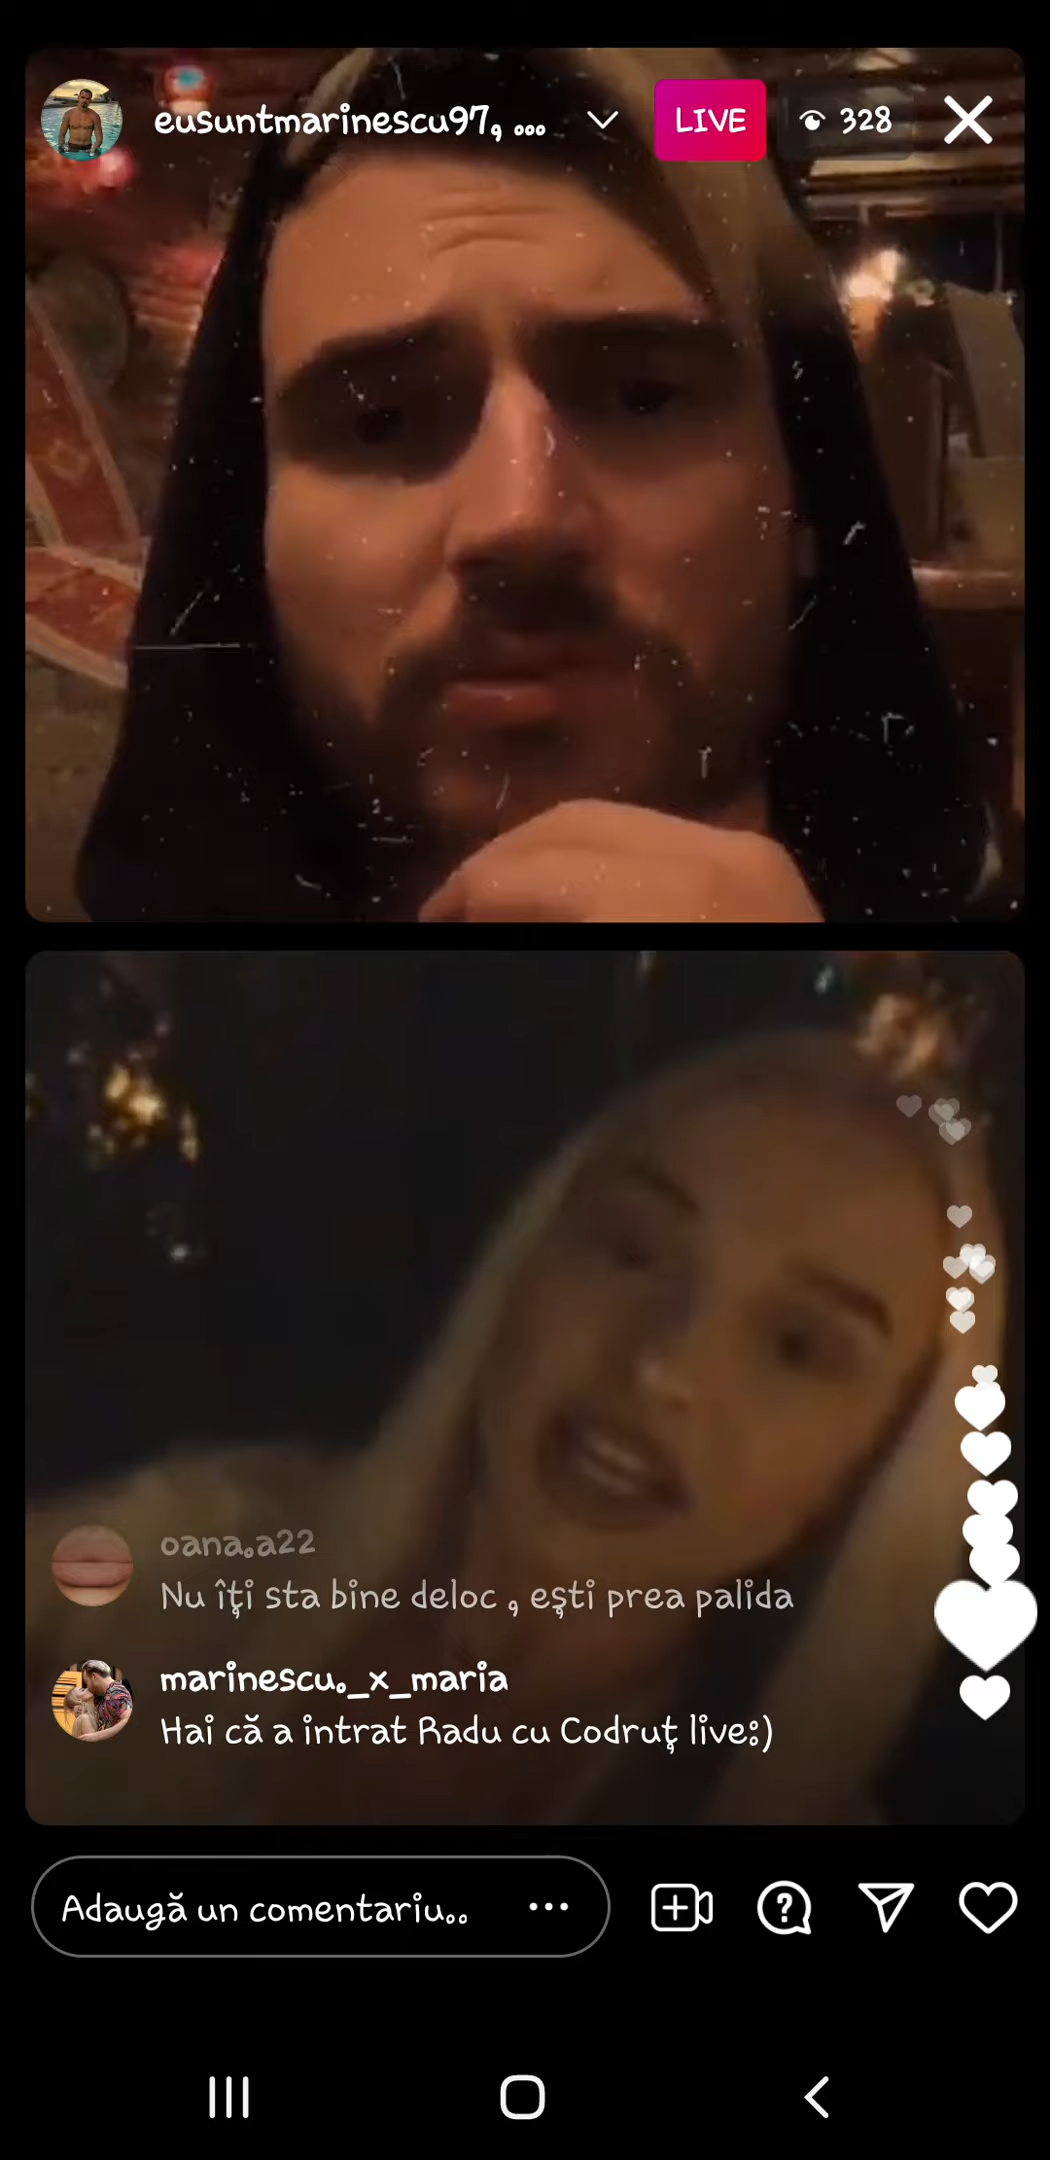 eusuntmarinescu97, ...
LIVE
328
oana.a22
Nu îţi sta bine deloc , eşti prea palida
marinescu._x_maria
Hai că a intrat Radu cu Codruţ live:)
Adaugă un comentariu..